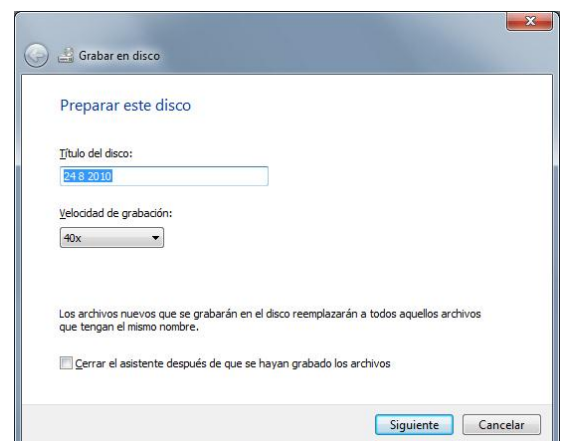 Grabar en disco
Preparar este disco
Título del disco:
24 8 2010
Velocidad de grabación:
40x
Los archivos nuevos que se grabarán en el disco reemplazarán a todos aquellos archivos
que tengan el mismo nombre.
Cerrar el asistente después de que se hayan grabado los archivos
Siguiente
Cancelar